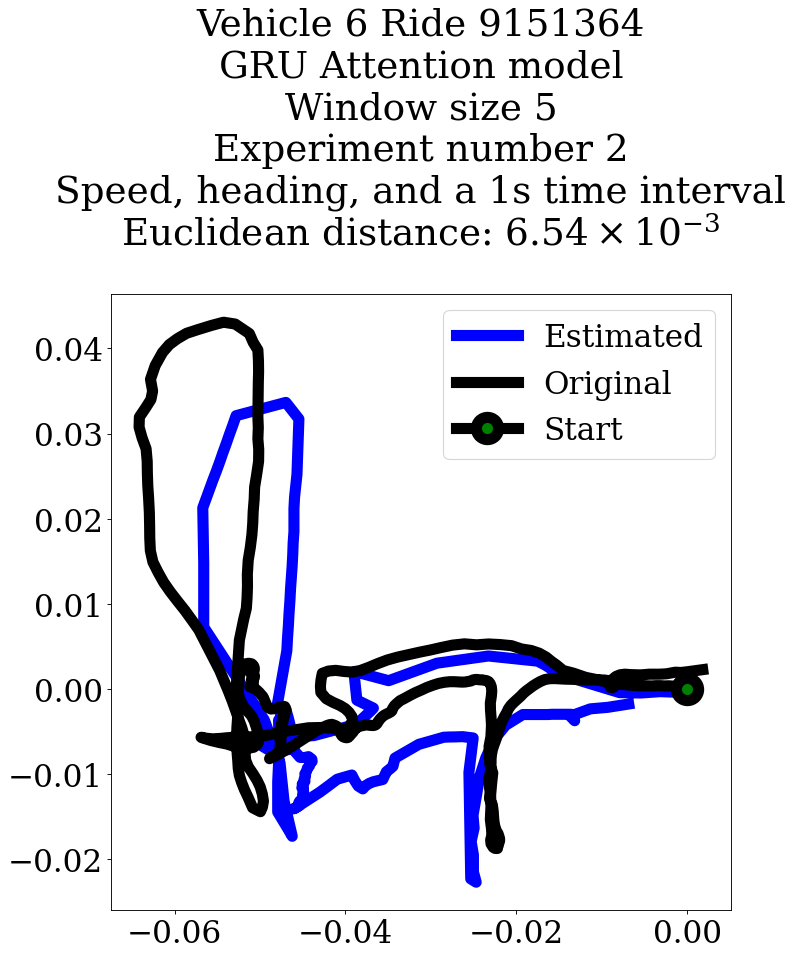 Vehicle 6 Ride 9151364
GRU Attention model
Window size 5
Experiment number 2
Speed, heading, and a 1s time interval
Euclidean distance: 6.54 × 10⁻³
Estimated
Original
Start
0.04
0.03
0.02
0.01
0.00
−0.01
−0.02
−0.06 −0.04 −0.02 0.00